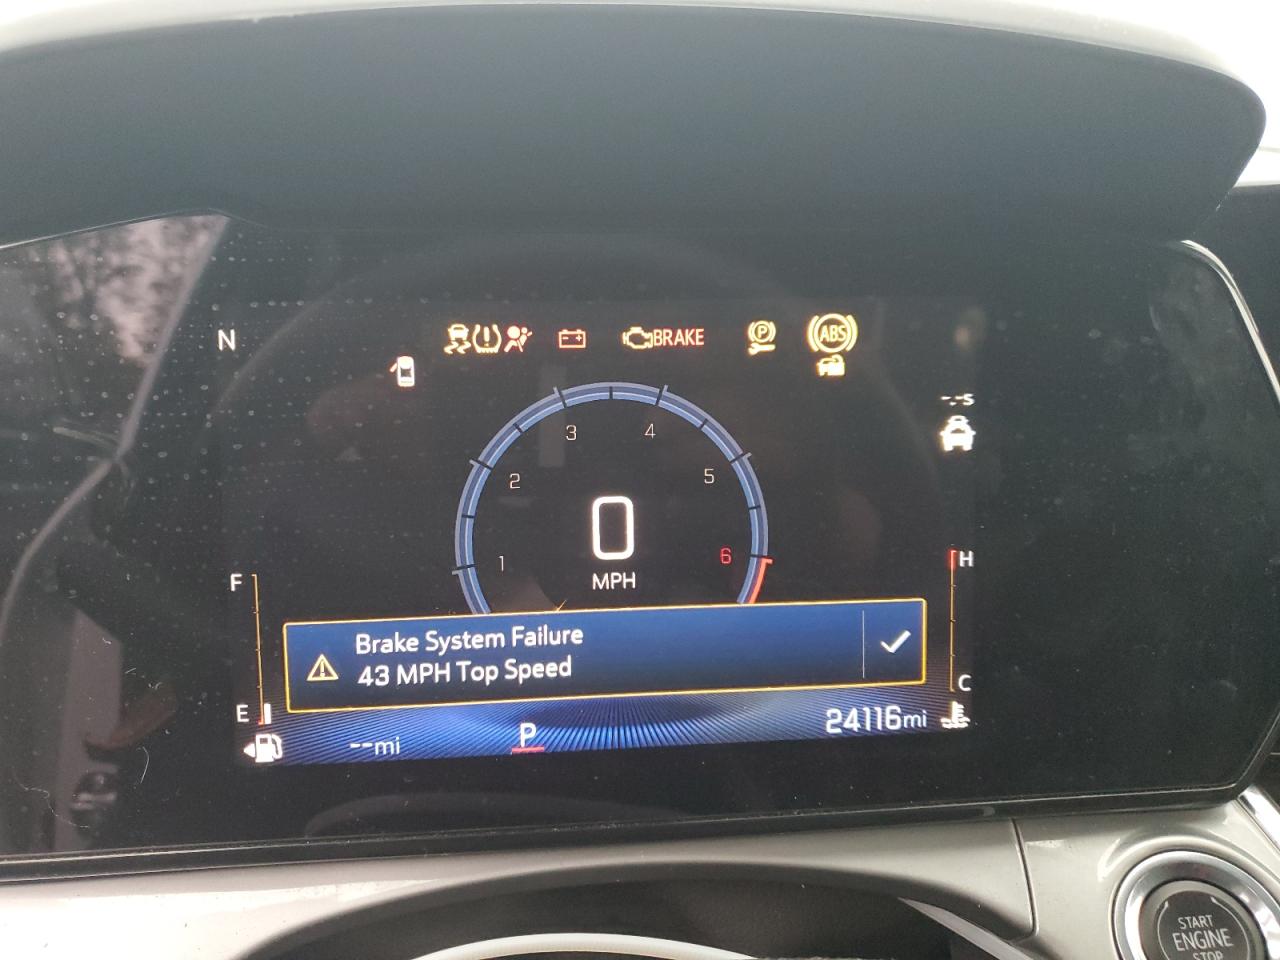 N
BRAKE
P
ABS
-.-s
3
4
2
5
1
6
0
MPH
F
H
Brake System Failure
43 MPH Top Speed
E
C
--mi
P
24116mi
START
ENGINE
STOP